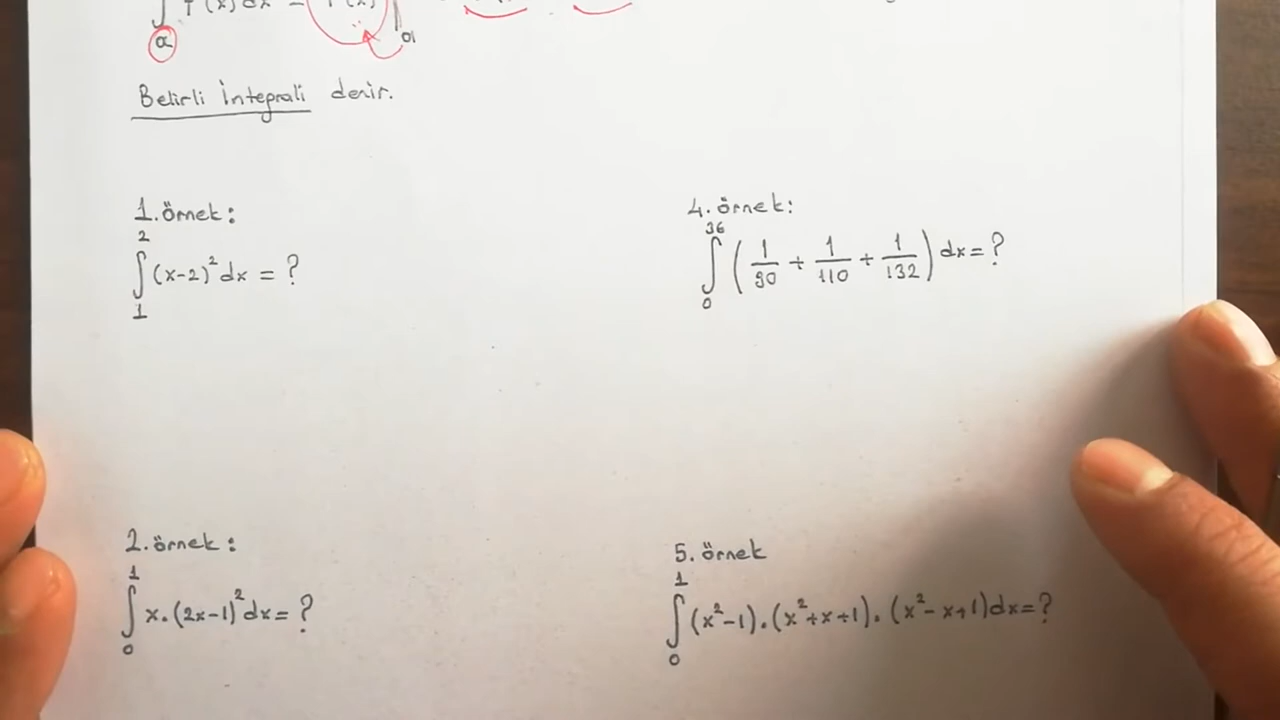 Belirli İntegrali denir.
1. örnek:
∫₁² (x-2)² dx = ?
2. örnek:
∫₀¹ x.(2x-1)² dx = ?
4. örnek:
∫₀³⁶ (1/90 + 1/110 + 1/132) dx = ?
5. örnek
∫₀¹ (x²-1).(x²+x+1).(x²-x+1)dx = ?